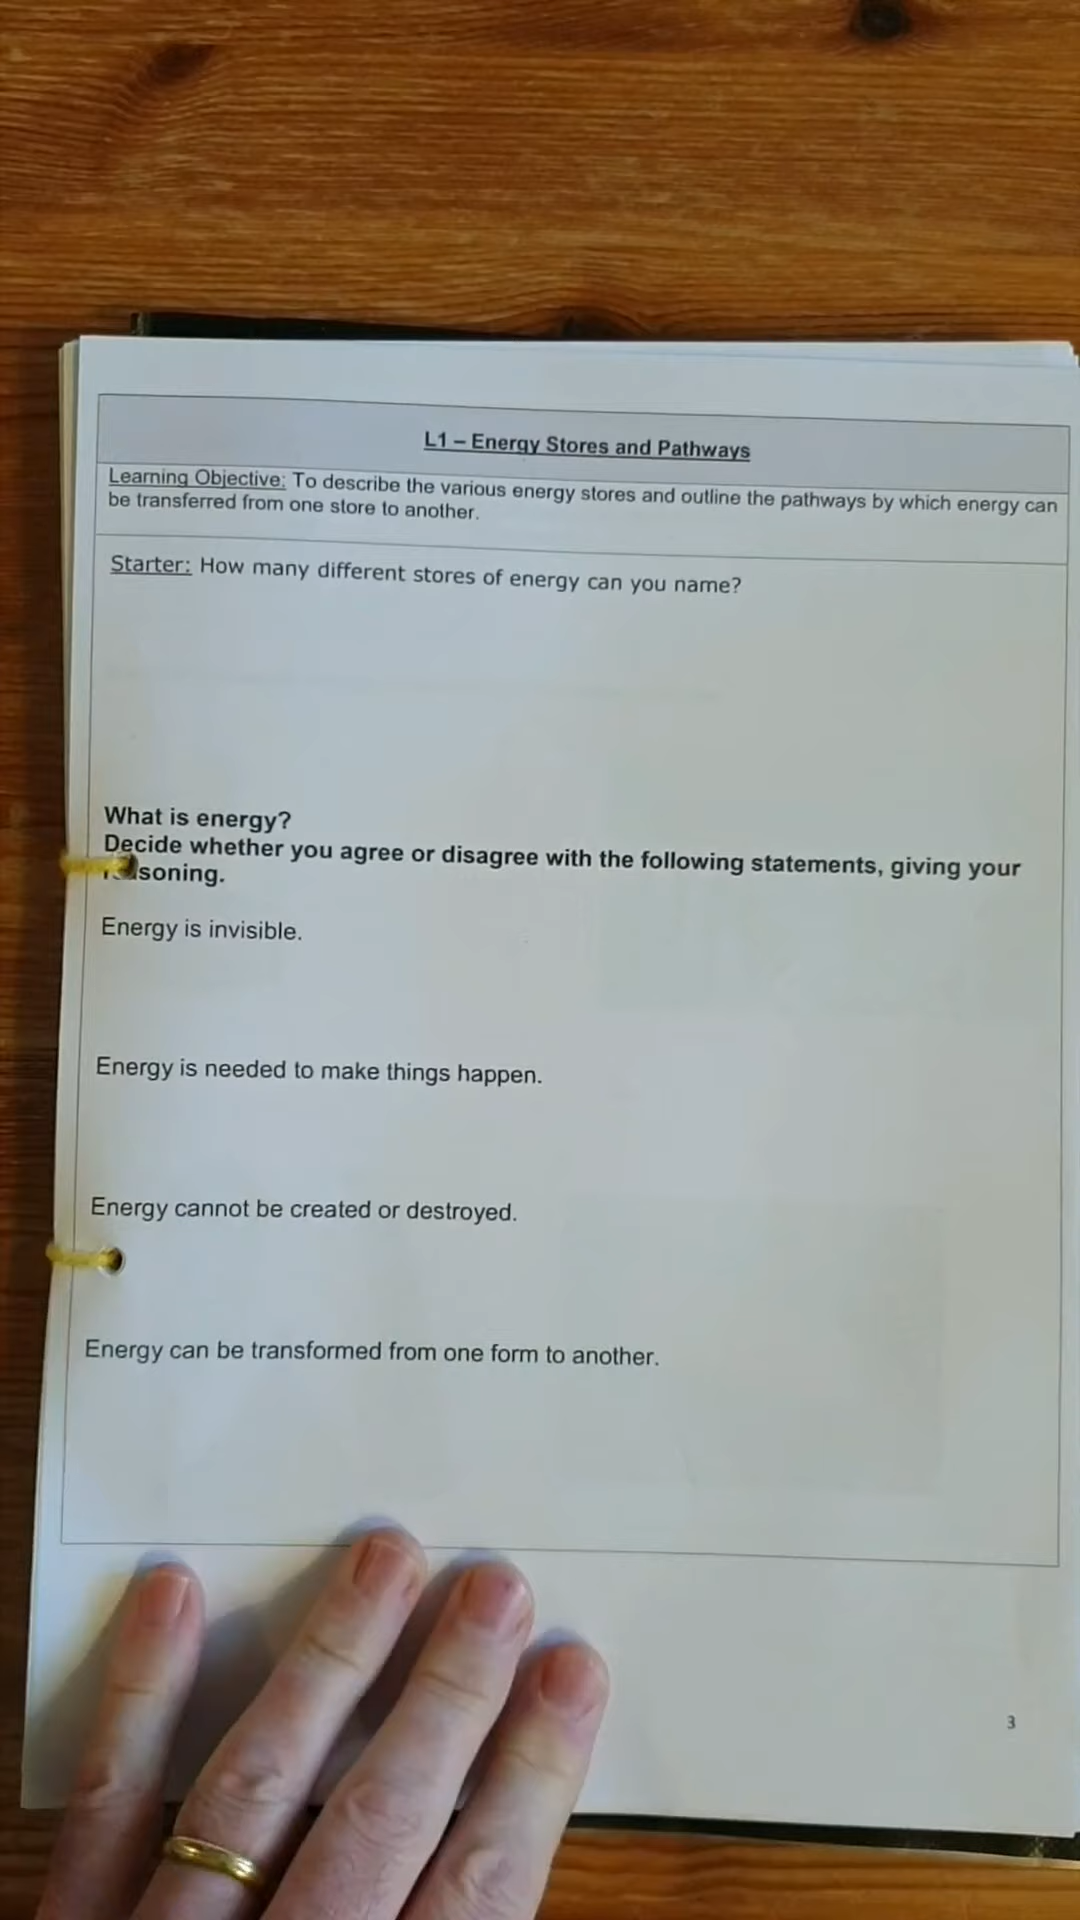 L1 – Energy Stores and Pathways
Learning Objective: To describe the various energy stores and outline the pathways by which energy can
be transferred from one store to another.
Starter: How many different stores of energy can you name?
What is energy?
Decide whether you agree or disagree with the following statements, giving your
reasoning.
Energy is invisible.
Energy is needed to make things happen.
Energy cannot be created or destroyed.
Energy can be transformed from one form to another.
3